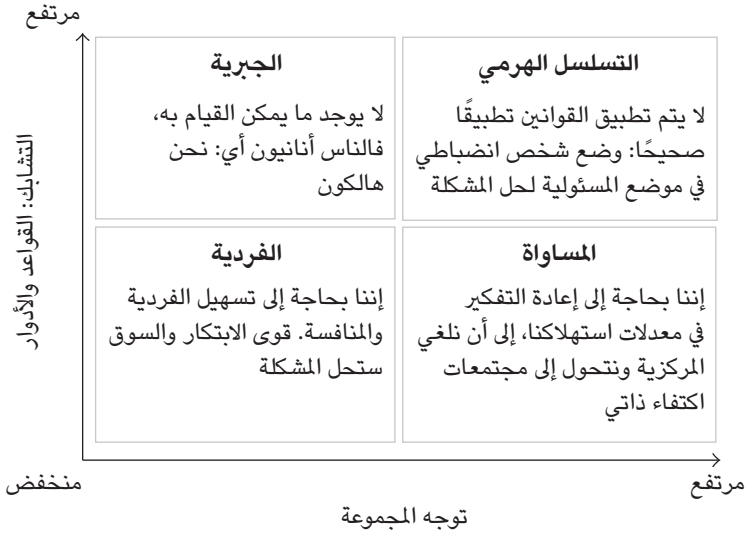 مرتفع
التسلسل الهرمي
لا يتم تطبيق القوانين تطبيقًا
صحيحًا: وضع شخص انضباطي
في موضع المسئولية لحل المشكلة
الجبرية
لا يوجد ما يمكن القيام به،
فالناس أنانيون أي: نحن
هالكون
التشابك: القواعد والأدوار
المساواة
إننا بحاجة إلى إعادة التفكير
في معدلات استهلاكنا، إلى أن نلغي
المركزية ونتحول إلى مجتمعات
اكتفاء ذاتي
الفردية
إننا بحاجة إلى تسهيل الفردية
والمنافسة. قوى الابتكار والسوق
ستحل المشكلة
مرتفع
منخفض
توجه المجموعة